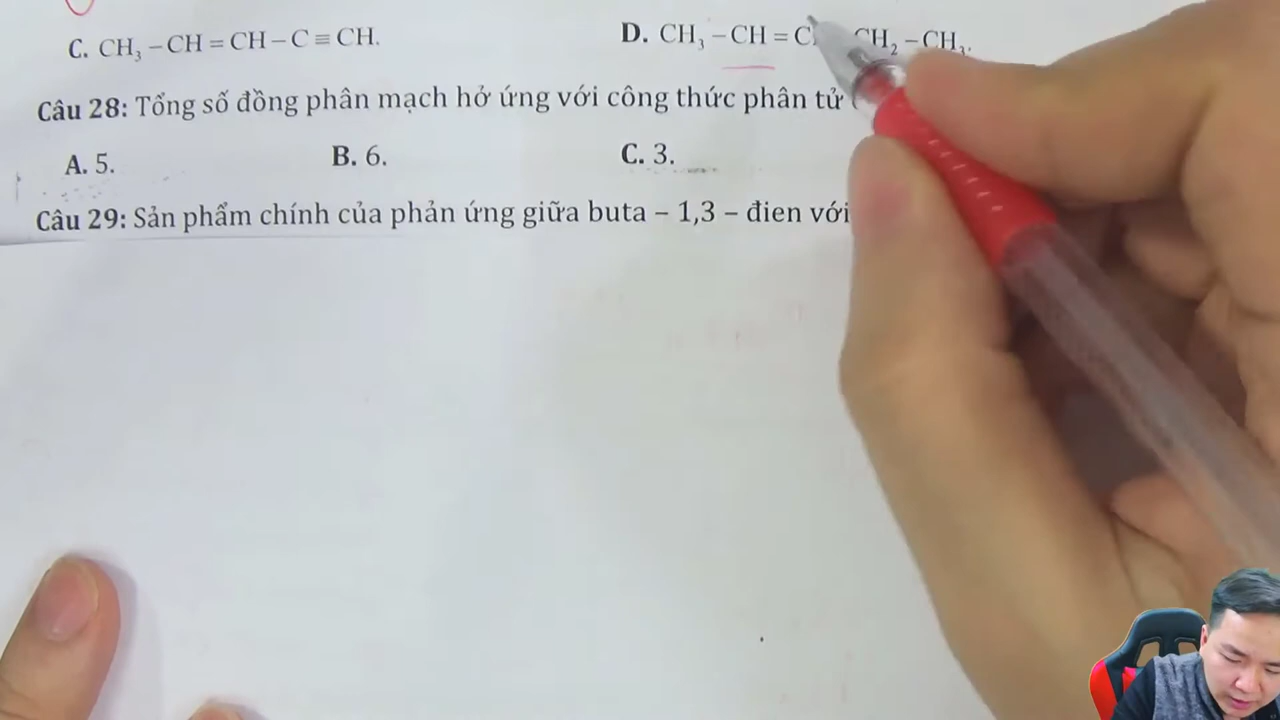 C. CH₃ – CH = CH – C ≡ CH.
D. CH₃ – CH = C CH₂ – CH₃.
Câu 28: Tổng số đồng phân mạch hở ứng với công thức phân tử
A. 5. B. 6. C. 3.
Câu 29: Sản phẩm chính của phản ứng giữa buta – 1,3 – đien với